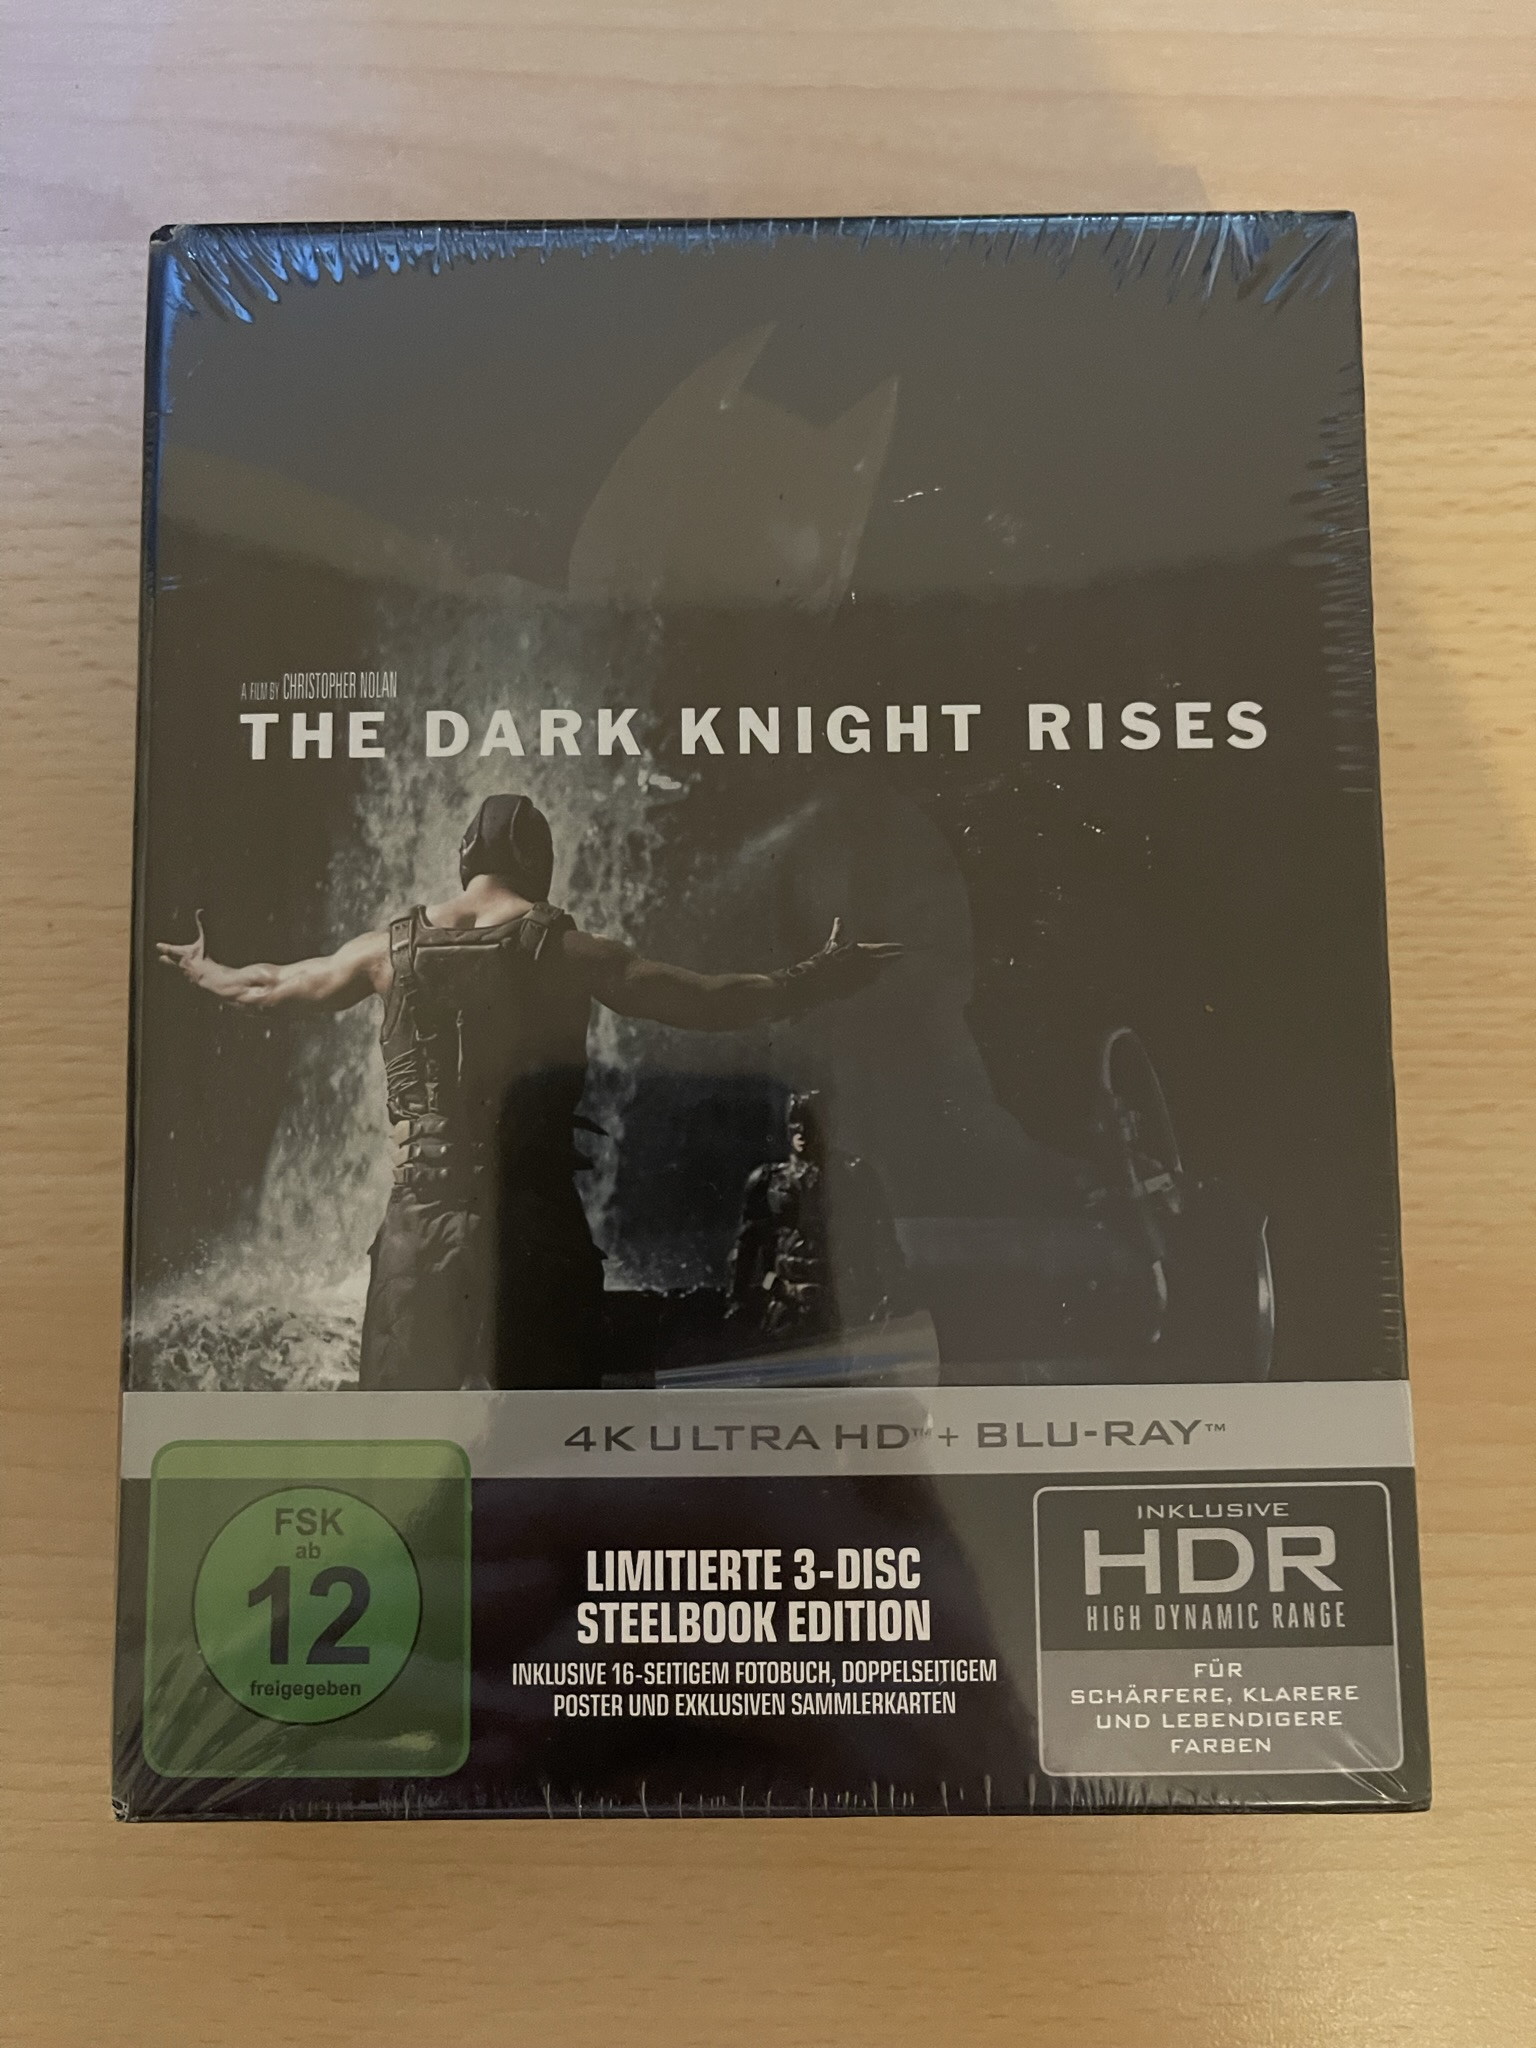 A FILM BY CHRISTOPHER NOLAN
THE DARK KNIGHT RISES
4K ULTRA HD™ + BLU-RAY™
FSK
ab
12
freigegeben
LIMITIERTE 3-DISC
STEELBOOK EDITION
INKLUSIVE 16-SEITIGEM FOTOBUCH, DOPPELSEITIGEM
POSTER UND EXKLUSIVEN SAMMLERKARTEN
INKLUSIVE
HDR
HIGH DYNAMIC RANGE
FÜR
SCHÄRFERE, KLARERE
UND LEBENDIGERE
FARBEN